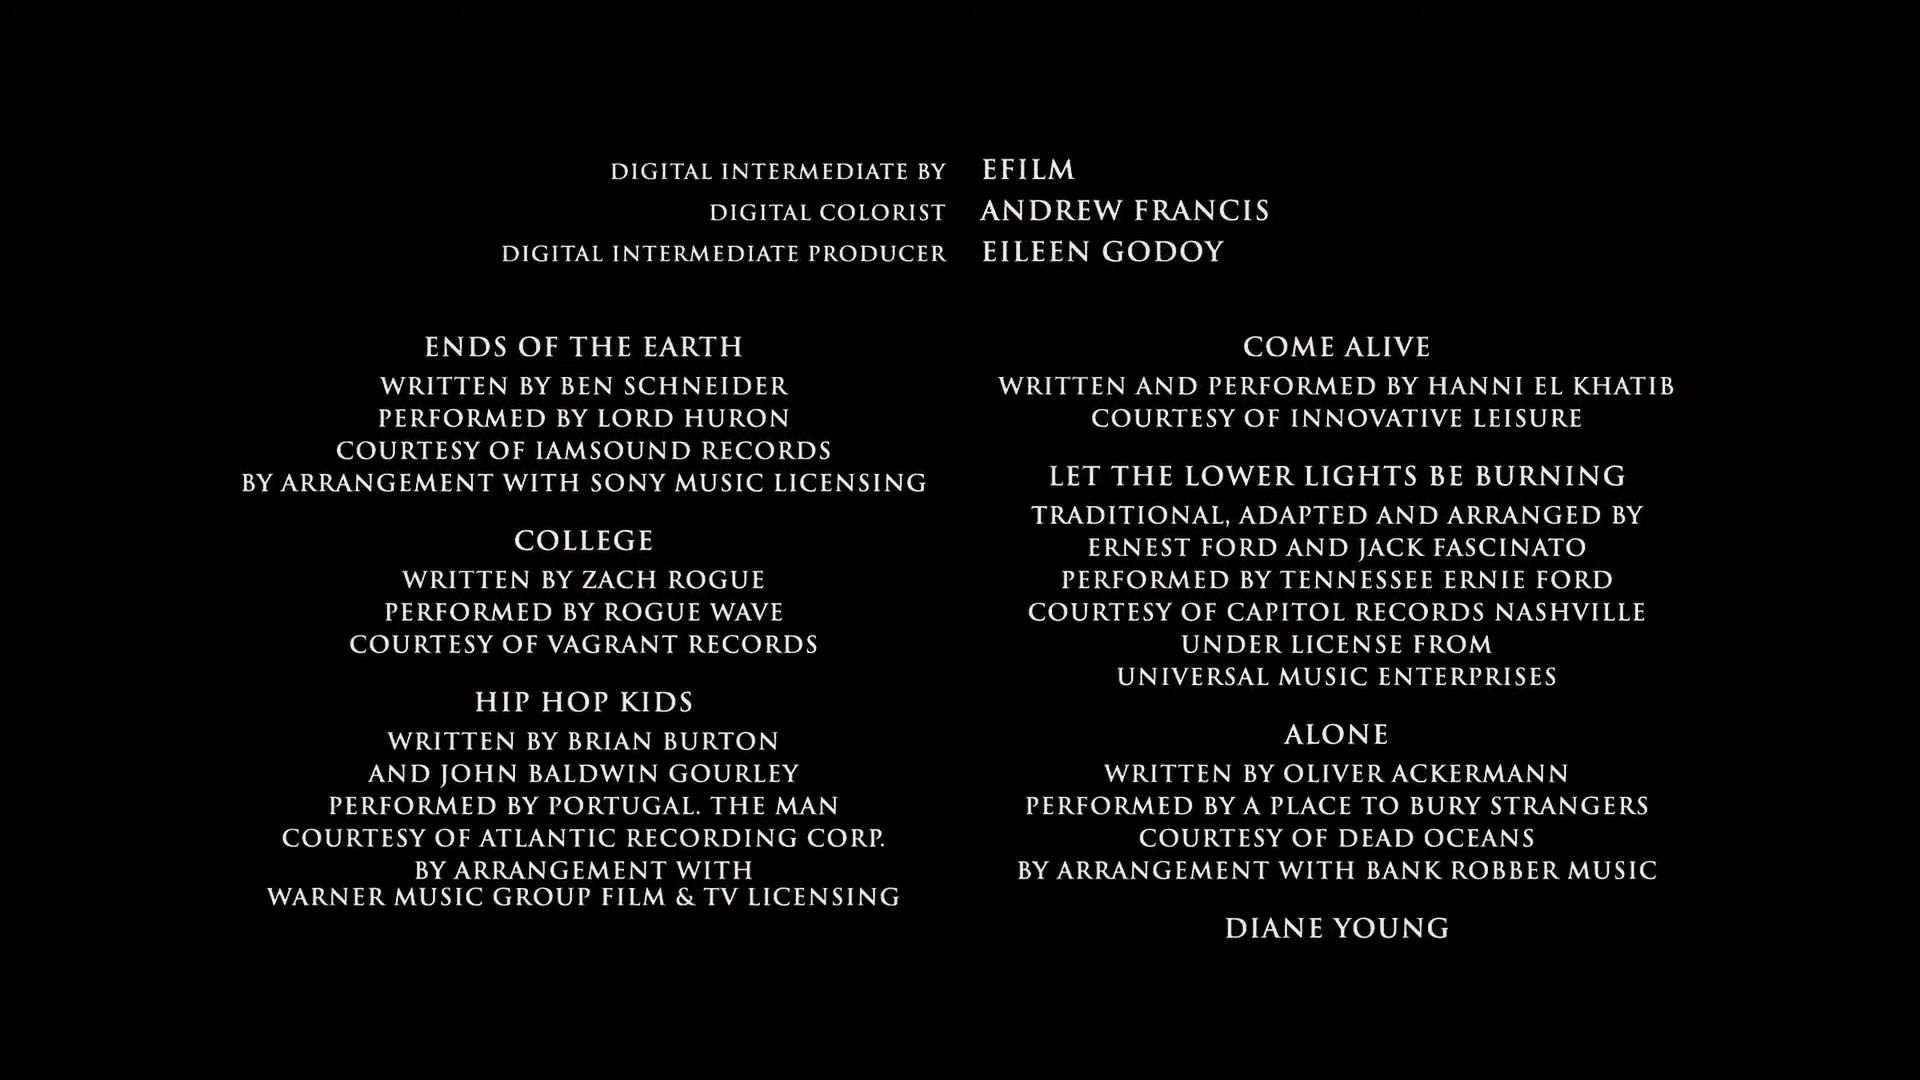 DIGITAL INTERMEDIATE BY EFILM
DIGITAL COLORIST ANDREW FRANCIS
DIGITAL INTERMEDIATE PRODUCER EILEEN GODOY
ENDS OF THE EARTH
WRITTEN BY BEN SCHNEIDER
PERFORMED BY LORD HURON
COURTESY OF IAMSOUND RECORDS
BY ARRANGEMENT WITH SONY MUSIC LICENSING
COLLEGE
WRITTEN BY ZACH ROGUE
PERFORMED BY ROGUE WAVE
COURTESY OF VAGRANT RECORDS
HIP HOP KIDS
WRITTEN BY BRIAN BURTON
AND JOHN BALDWIN GOURLEY
PERFORMED BY PORTUGAL. THE MAN
COURTESY OF ATLANTIC RECORDING CORP.
BY ARRANGEMENT WITH
WARNER MUSIC GROUP FILM & TV LICENSING
COME ALIVE
WRITTEN AND PERFORMED BY HANNI EL KHATIB
COURTESY OF INNOVATIVE LEISURE
LET THE LOWER LIGHTS BE BURNING
TRADITIONAL, ADAPTED AND ARRANGED BY
ERNEST FORD AND JACK FASCINATO
PERFORMED BY TENNESSEE ERNIE FORD
COURTESY OF CAPITOL RECORDS NASHVILLE
UNDER LICENSE FROM
UNIVERSAL MUSIC ENTERPRISES
ALONE
WRITTEN BY OLIVER ACKERMANN
PERFORMED BY A PLACE TO BURY STRANGERS
COURTESY OF DEAD OCEANS
BY ARRANGEMENT WITH BANK ROBBER MUSIC
DIANE YOUNG